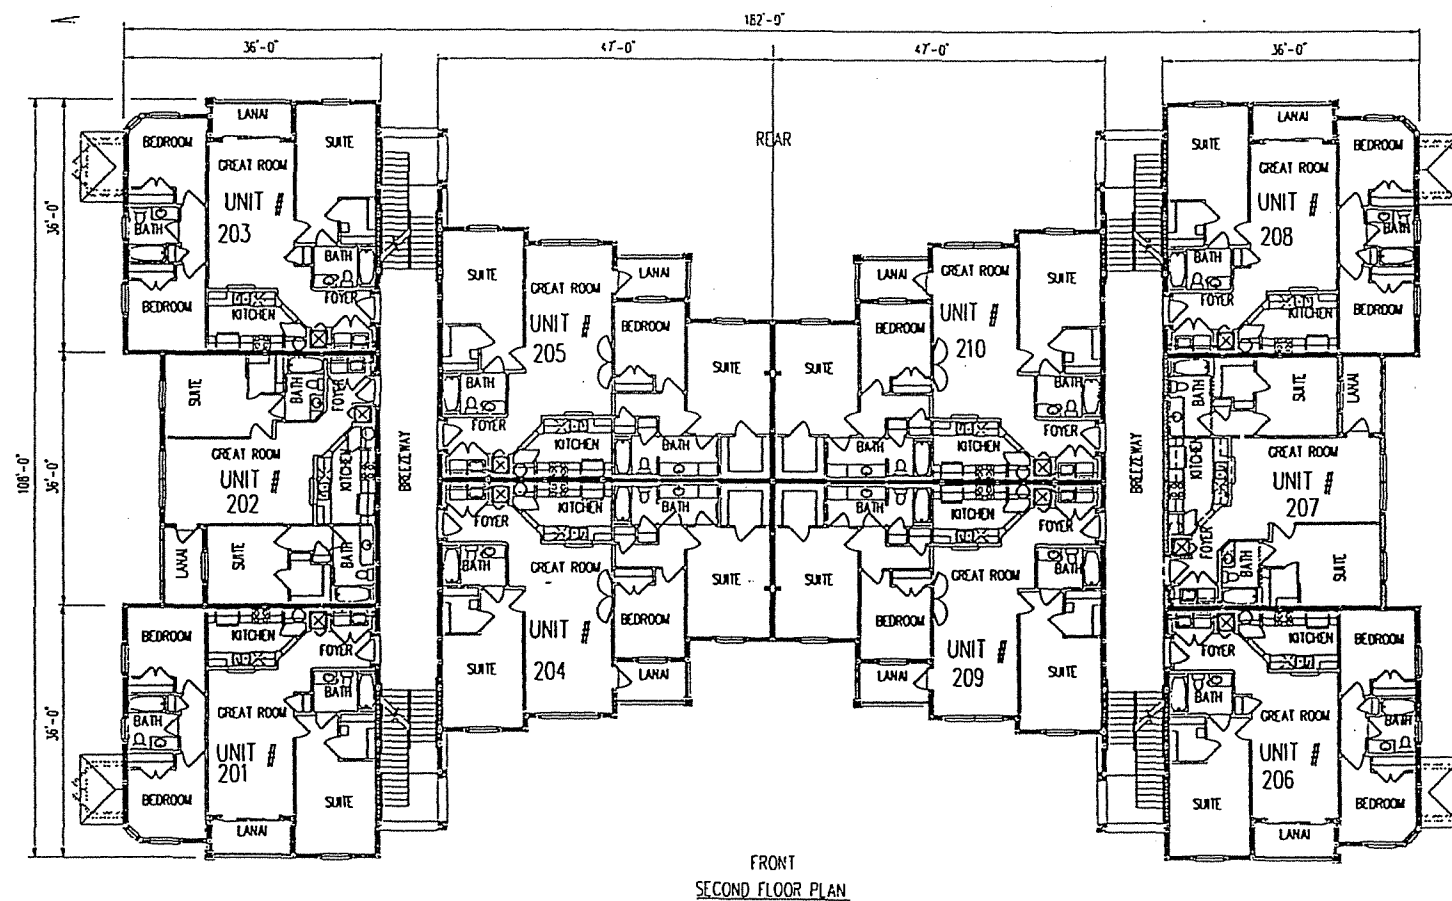 182'-0"
36'-0"
47'-0"
47'-0"
36'-0"
108'-0"
36'-0"
36'-0"
36'-0"
REAR
BEDROOM
LANAI
SUITE
GREAT ROOM
UNIT #
203
BATH
BATH
BEDROOM
FOYER
KITCHEN
SUITE
GREAT ROOM
LANAI
BEDROOM
UNIT #
208
BATH
BATH
FOYER
KITCHEN
BEDROOM
SUITE
LANAI
GREAT ROOM
UNIT #
205
BEDROOM
SUITE
BATH
FOYER
KITCHEN
BATH
LANAI
GREAT ROOM
SUITE
UNIT #
210
BEDROOM
SUITE
BATH
FOYER
KITCHEN
BATH
SUITE
BATH
FOYER
GREAT ROOM
UNIT #
202
KITCHEN
LANAI
SUITE
BATH
BREEZEWAY
BREEZEWAY
BATH
SUITE
LANAI
GREAT ROOM
KITCHEN
UNIT #
207
FOYER
BATH
SUITE
FOYER
KITCHEN
BATH
BATH
GREAT ROOM
SUITE
BEDROOM
UNIT #
204
SUITE
LANAI
BATH
KITCHEN
FOYER
SUITE
GREAT ROOM
BATH
BEDROOM
UNIT #
209
SUITE
LANAI
BEDROOM
KITCHEN
FOYER
BATH
BATH
GREAT ROOM
UNIT #
201
BEDROOM
SUITE
LANAI
KITCHEN
BEDROOM
FOYER
BATH
GREAT ROOM
BATH
UNIT #
206
SUITE
BEDROOM
LANAI
FRONT
SECOND FLOOR PLAN